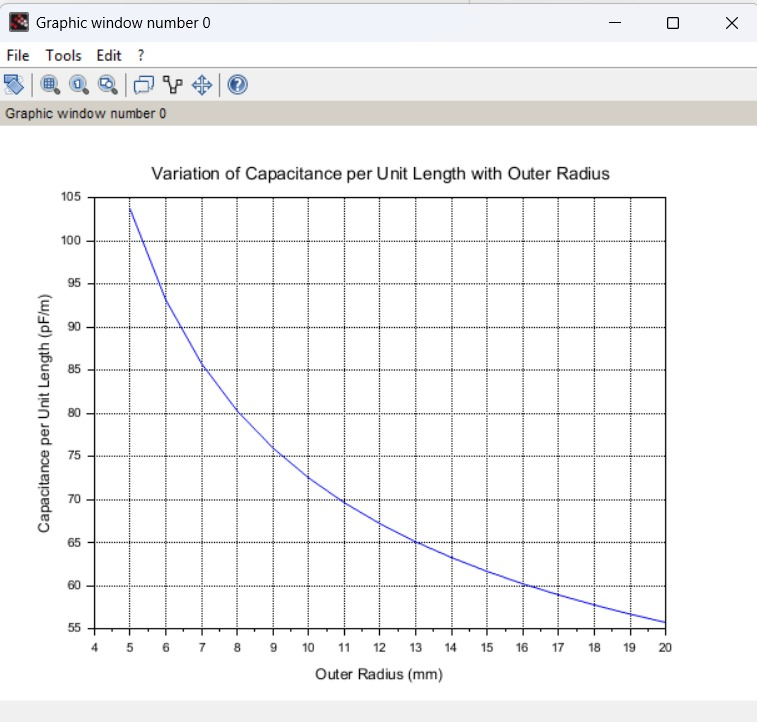 Graphic window number 0
File Tools Edit ?
Graphic window number 0
Variation of Capacitance per Unit Length with Outer Radius
Capacitance per Unit Length (pF/m)
105
100
95
90
85
80
75
70
65
60
55
4 5 6 7 8 9 10 11 12 13 14 15 16 17 18 19 20
Outer Radius (mm)